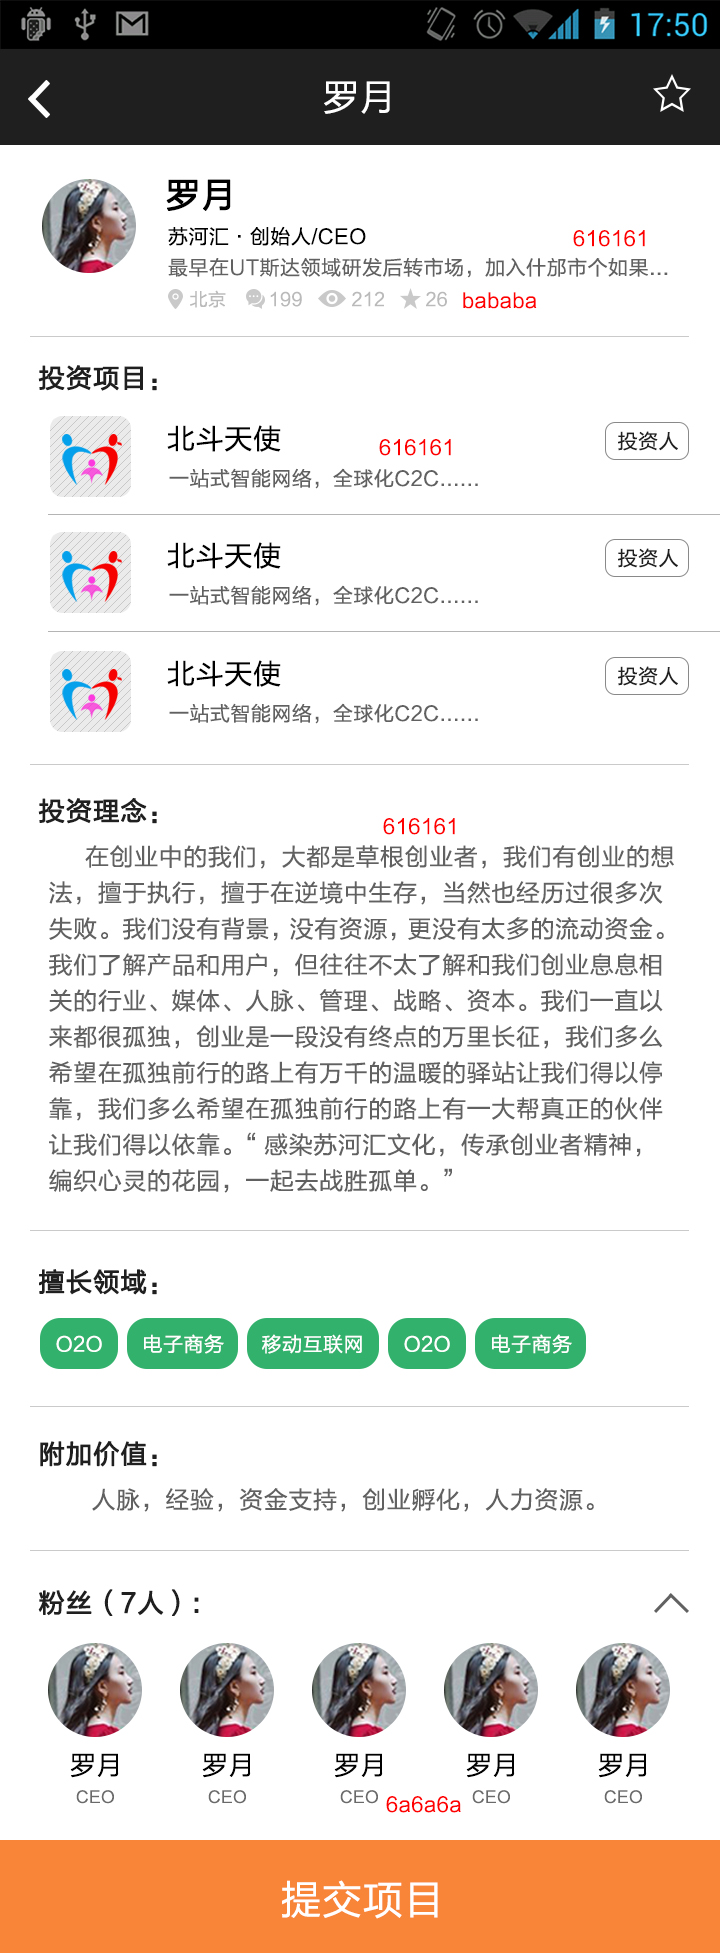 17:50
罗月
罗月
苏河汇·创始人/CEO
616161
最早在UT斯达领域研发后转市场，加入什邡市个如果...
北京 199 212 26 bababa
投资项目：
北斗天使
616161
投资人
一站式智能网络，全球化C2C......
北斗天使
投资人
一站式智能网络，全球化C2C......
北斗天使
投资人
一站式智能网络，全球化C2C......
投资理念：
616161
在创业中的我们，大都是草根创业者，我们有创业的想
法，擅于执行，擅于在逆境中生存，当然也经历过很多次
失败。我们没有背景，没有资源，更没有太多的流动资金。
我们了解产品和用户，但往往不太了解和我们创业息息相
关的行业、媒体、人脉、管理、战略、资本。我们一直以
来都很孤独，创业是一段没有终点的万里长征，我们多么
希望在孤独前行的路上有万千的温暖的驿站让我们得以停
靠，我们多么希望在孤独前行的路上有一大帮真正的伙伴
让我们得以依靠。“感染苏河汇文化，传承创业者精神，
编织心灵的花园，一起去战胜孤单。”
擅长领域：
O2O 电子商务 移动互联网 O2O 电子商务
附加价值：
人脉，经验，资金支持，创业孵化，人力资源。
粉丝（7人）：
罗月 罗月 罗月 罗月 罗月
CEO CEO CEO 6a6a6a CEO CEO
提交项目